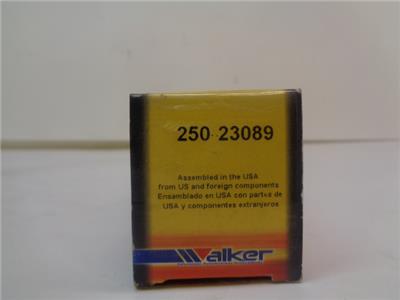 250-23089
Assembled in the USA
from US and foreign components
Ensamblado en USA con partes de
USA y componentes extranjeros
Walker